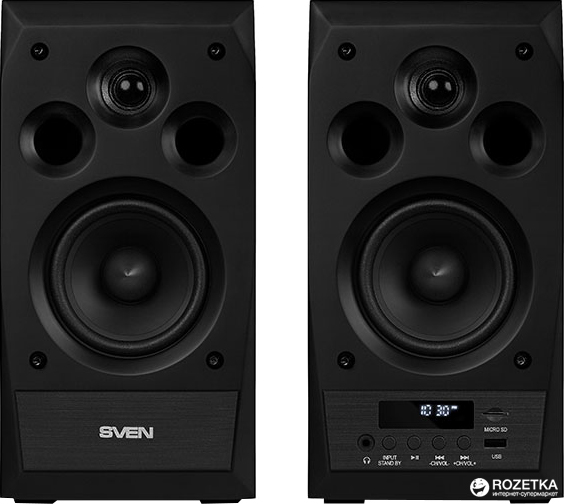 SVEN
10 30
MICRO SD
INPUT
STAND BY
-CH/VOL-
+CH/VOL+
USB
ROZETKA
интернет-супермаркет